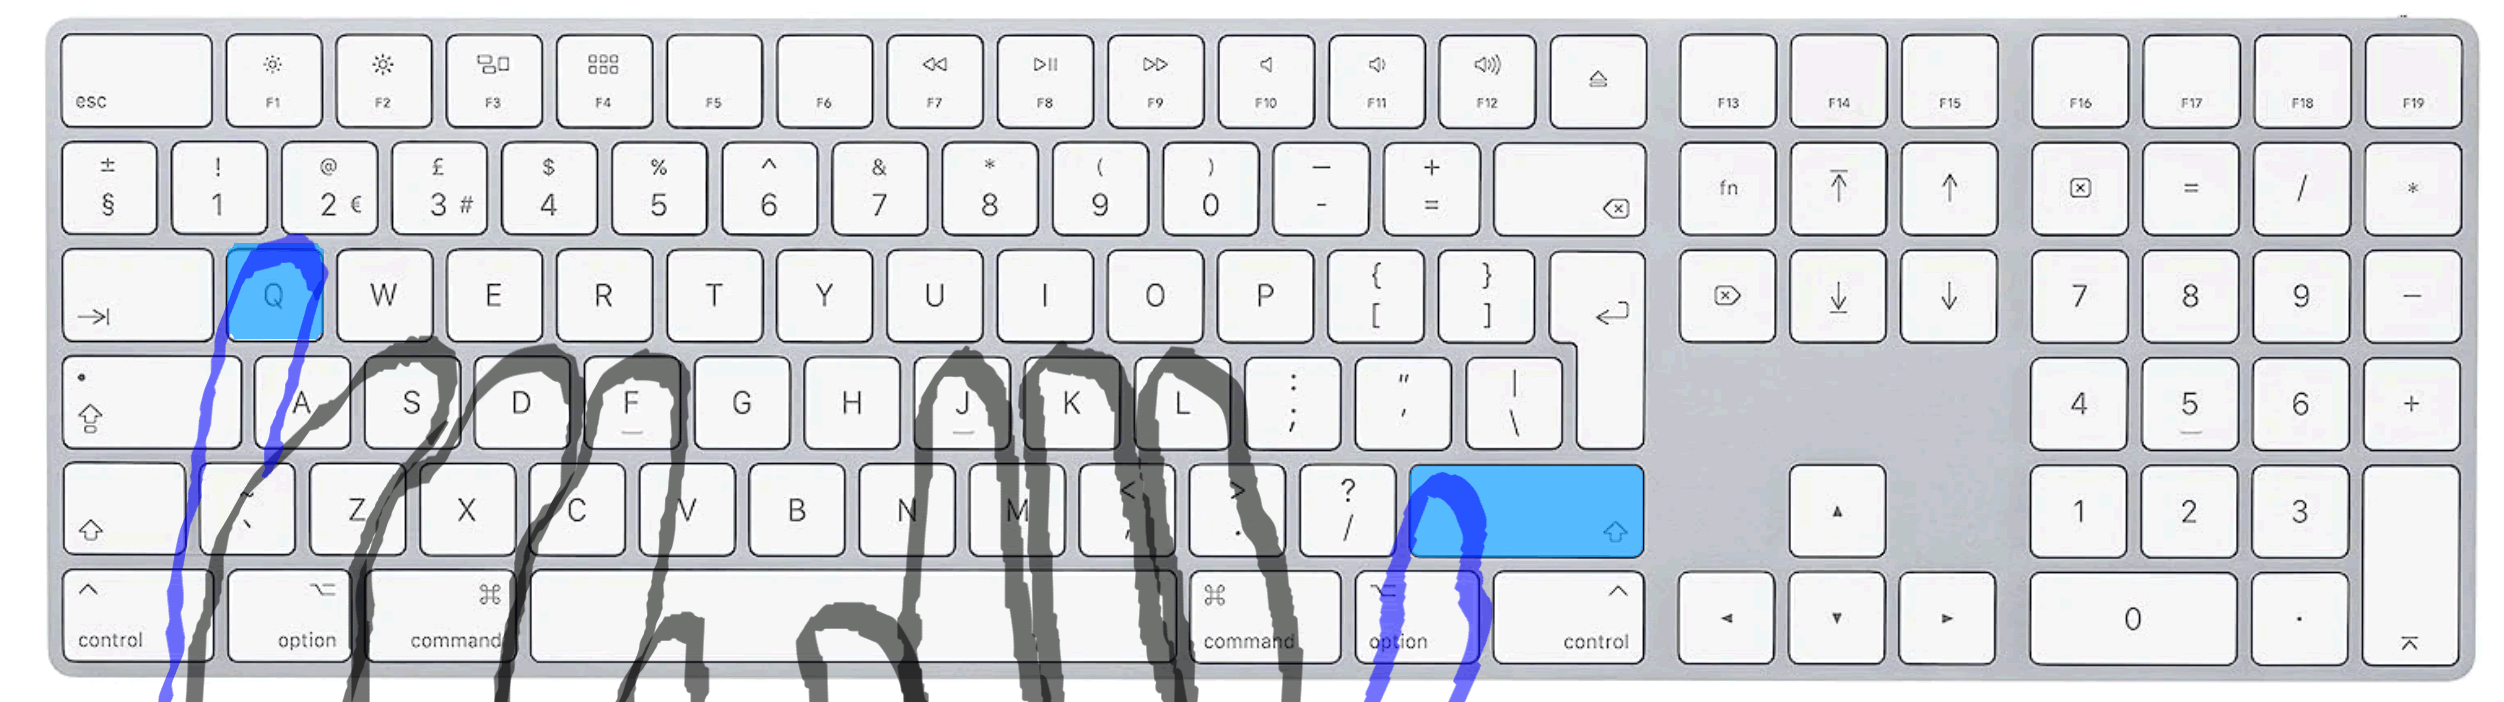 esc F1 F2 F3 F4 F5 F6 F7 F8 F9 F10 F11 F12 F13 F14 F15 F16 F17 F18 F19
± ! @ £ $ % ^ & * ( ) — +
§ 1 2 € 3 # 4 5 6 7 8 9 0 - = fn = / *
Q W E R T Y U I O P { } 7 8 9 —
[ ]
A S D F G H J K L : " | 4 5 6 +
; ' \
~ Z X C V B N M < > ? 1 2 3
` , . /
control option command command option control 0 .